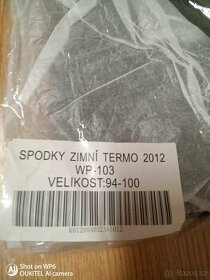 SPODKY ZIMNÍ TERMO 2012
WP-103
VELIKOST:94-100
Shot on WP6
OUKITEL AI camera